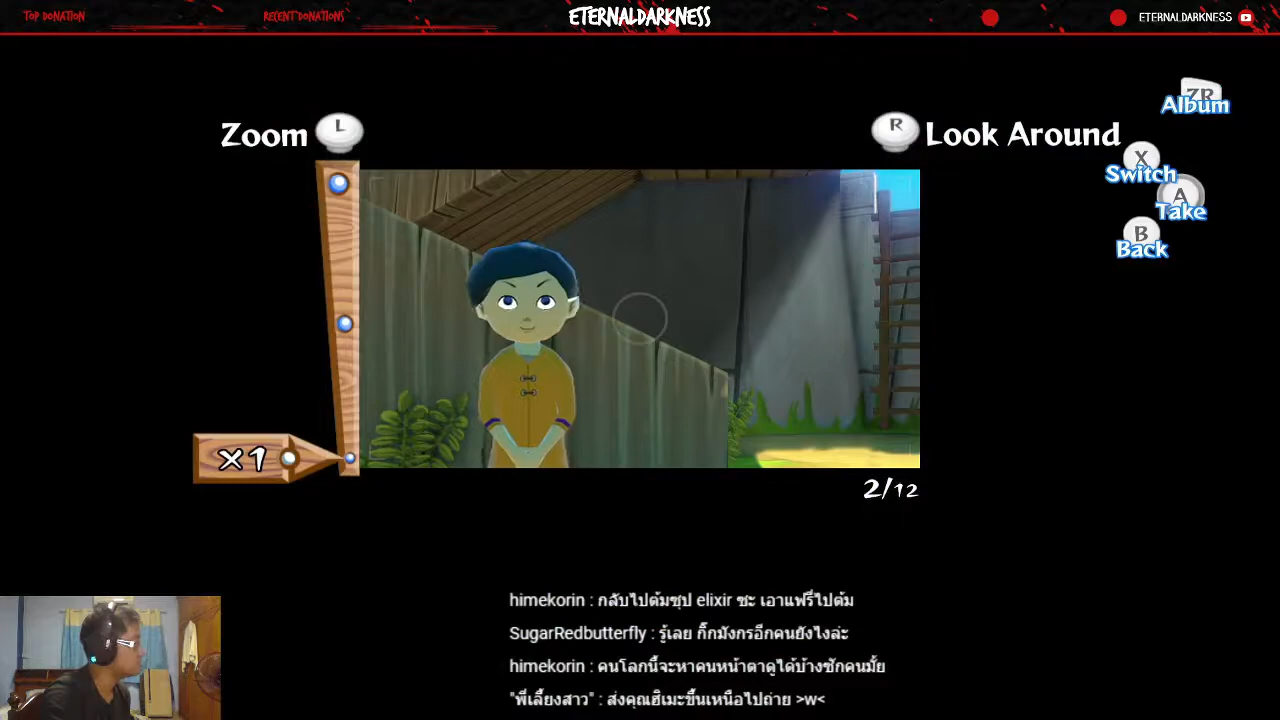 TOP DONATION
RECENT DONATIONS
ETERNALDARKNESS
ETERNALDARKNESS
ZR
Album
Zoom L
R Look Around
X
Switch
A
Take
B
Back
×1
2/12
himekorin : กลับไปต้มซุป elixir ซะ เอาแฟรี่ไปต้ม
SugarRedbutterfly : รู้เลย กิ๊กมังกรอีกคนยังไงล่ะ
himekorin : คนโลกนี้จะหาคนหน้าตาดูได้บ้างซักคนมั้ย
"พี่เลี้ยงสาว" : ส่งคุณฮิเมะขึ้นเหนือไปถ่าย >w<